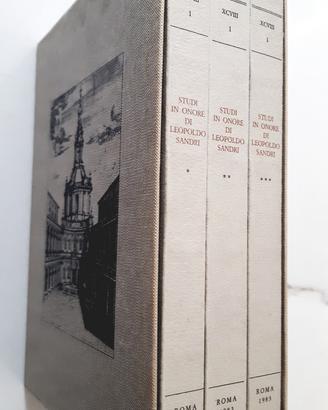 1
STUDI
IN ONORE
DI
LEOPOLDO
SANDRI
*
ROMA
XCVIII
1
STUDI
IN ONORE
DI
LEOPOLDO
SANDRI
**
ROMA
XCVIII
1
STUDI
IN ONORE
DI
LEOPOLDO
SANDRI
***
ROMA
1983